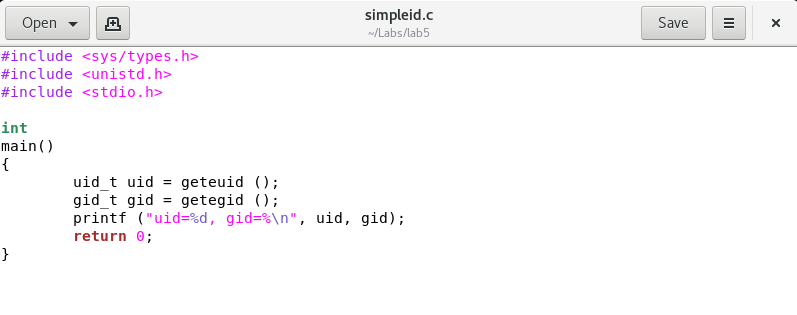 Open
simpleid.c
~/Labs/lab5
Save
#include <sys/types.h>
#include <unistd.h>
#include <stdio.h>
int
main()
{
        uid_t uid = geteuid ();
        gid_t gid = getegid ();
        printf ("uid=%d, gid=%\n", uid, gid);
        return 0;
}